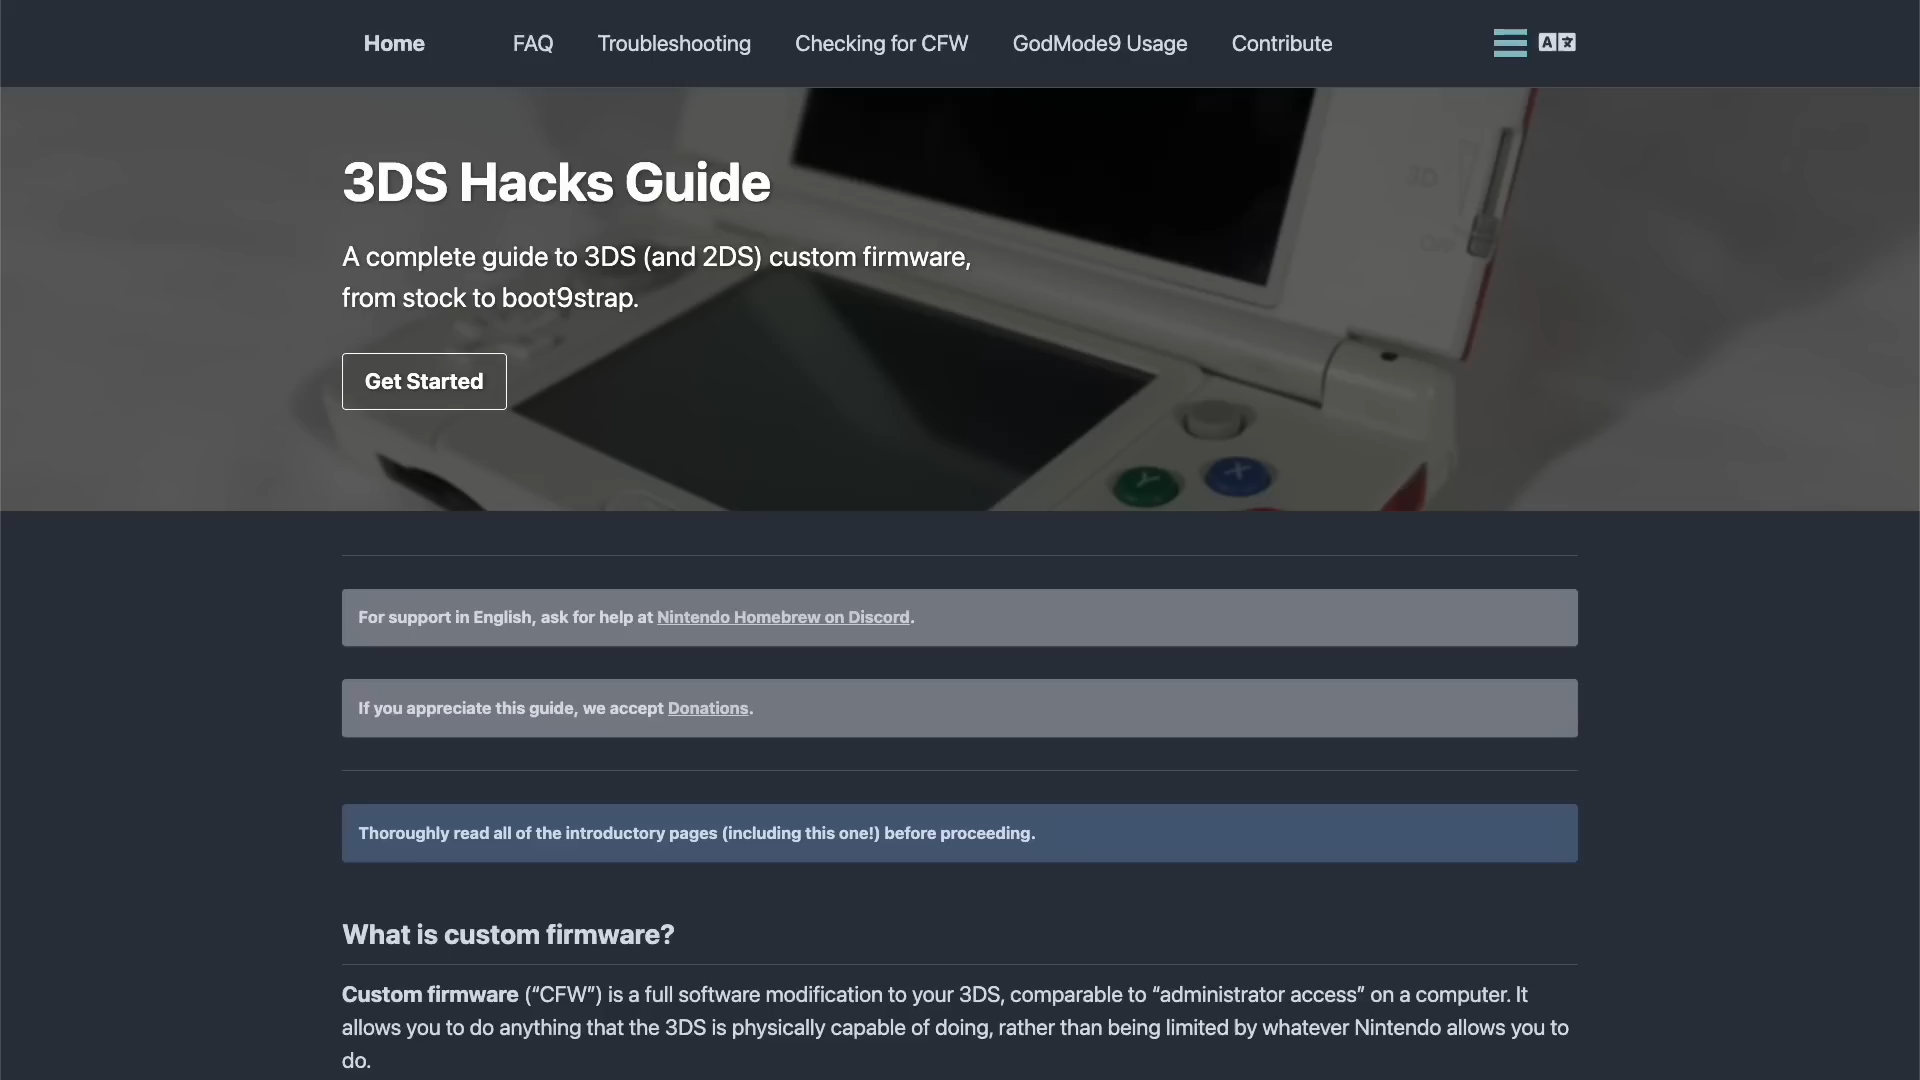 Home
FAQ
Troubleshooting
Checking for CFW
GodMode9 Usage
Contribute
A
3DS Hacks Guide
A complete guide to 3DS (and 2DS) custom firmware,
from stock to boot9strap.
Get Started
3D
Y
X
For support in English, ask for help at Nintendo Homebrew on Discord.
If you appreciate this guide, we accept Donations.
Thoroughly read all of the introductory pages (including this one!) before proceeding.
What is custom firmware?
Custom firmware (“CFW”) is a full software modification to your 3DS, comparable to “administrator access” on a computer. It
allows you to do anything that the 3DS is physically capable of doing, rather than being limited by whatever Nintendo allows you to
do.